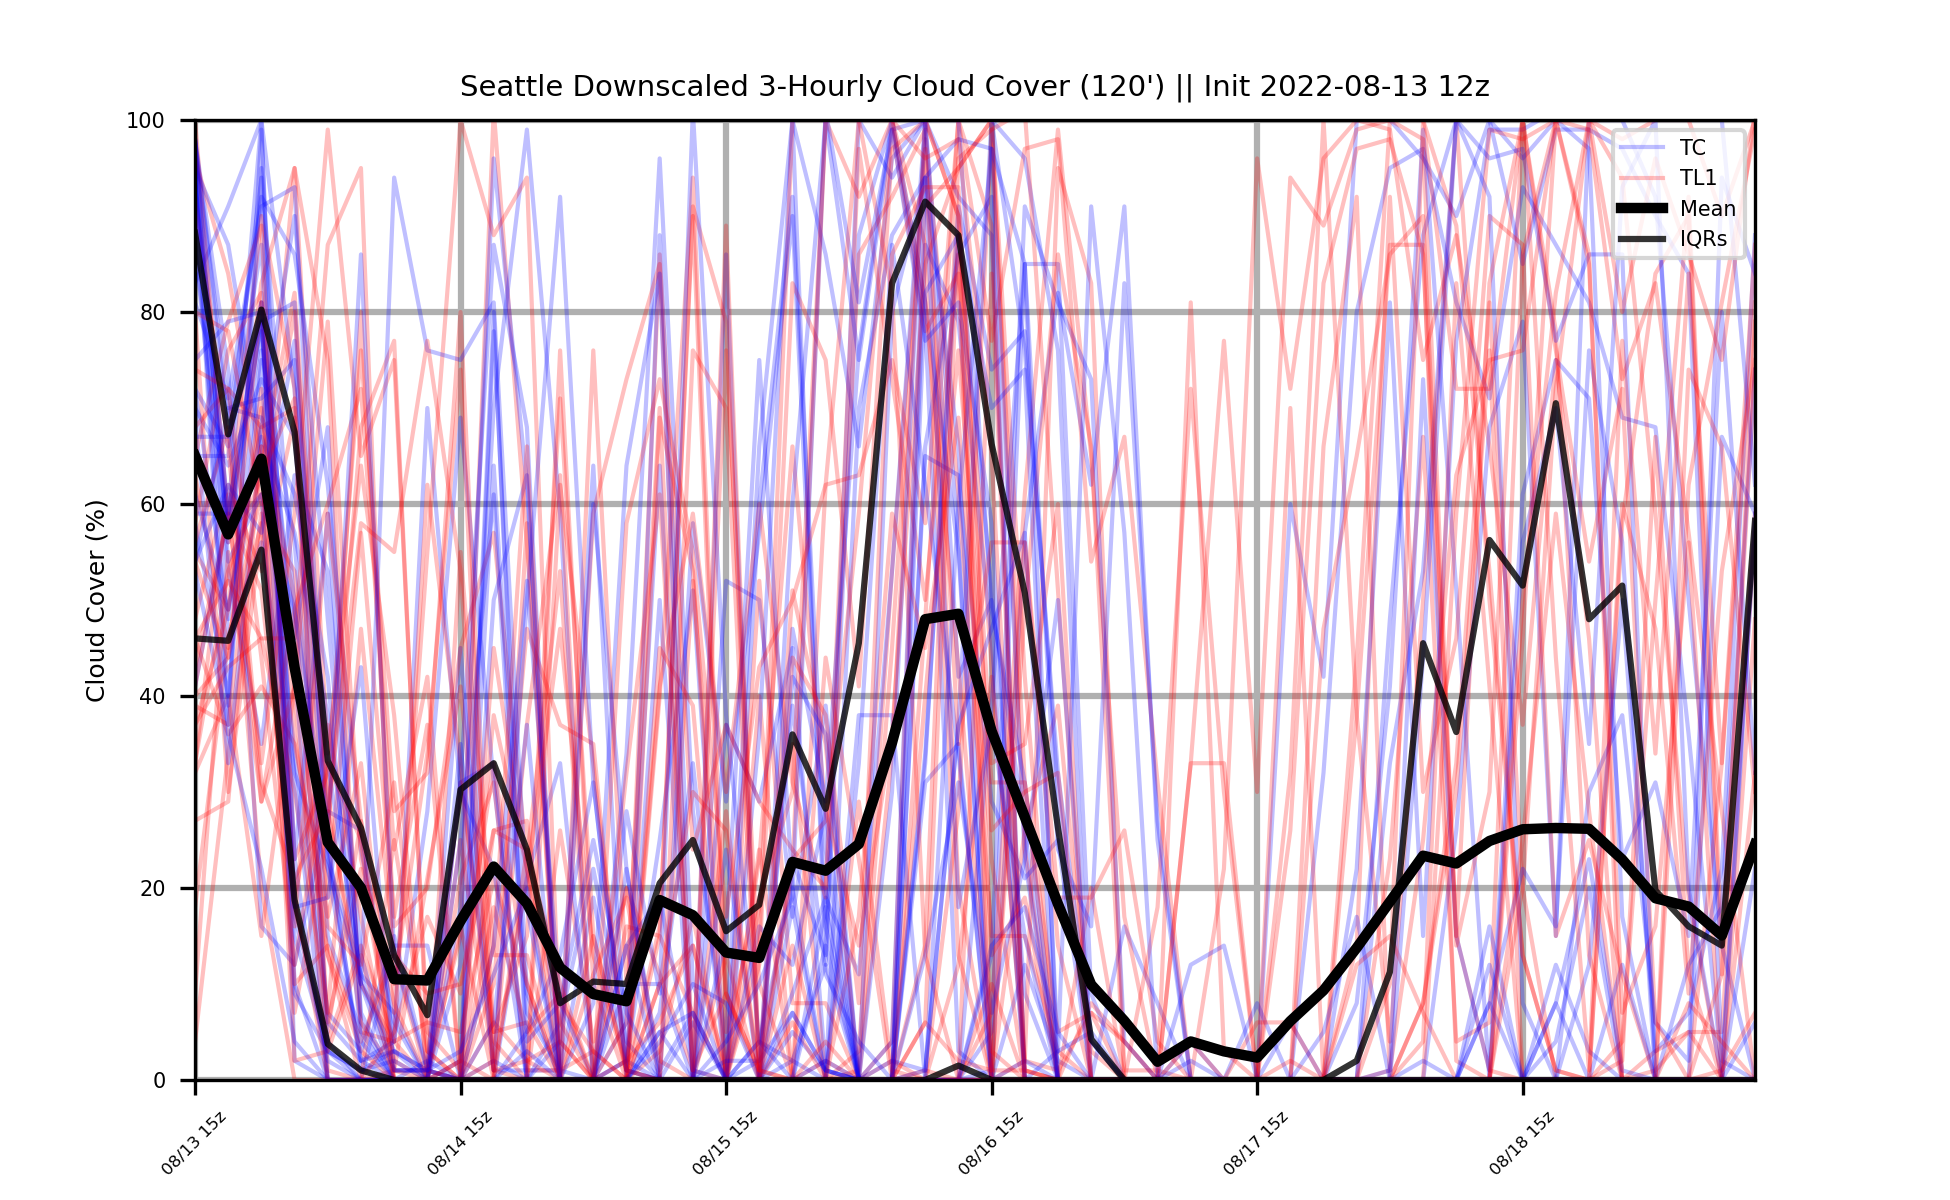 Seattle Downscaled 3-Hourly Cloud Cover (120') || Init 2022-08-13 12z
TC
TL1
Mean
IQRs
Cloud Cover (%)
100
80
60
40
20
0
08/13 15z
08/14 15z
08/15 15z
08/16 15z
08/17 15z
08/18 15z